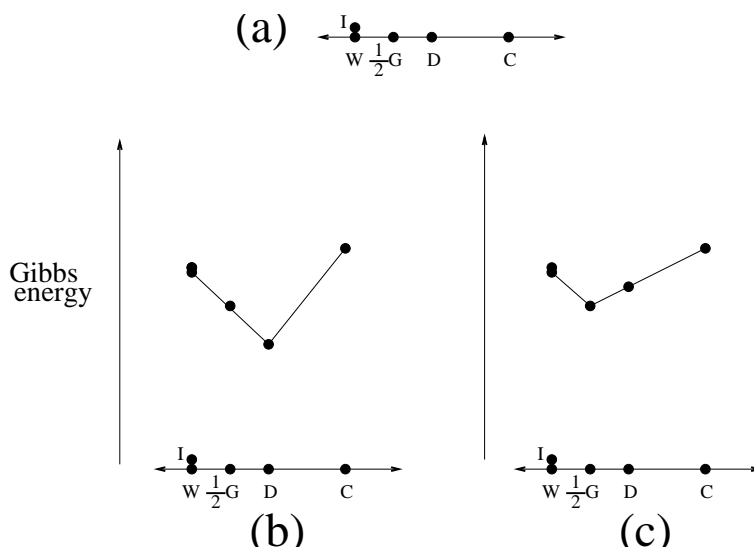 (a)
I
W ½G D C
Gibbs
energy
I
W ½G D C
(b)
I
W ½G D C
(c)